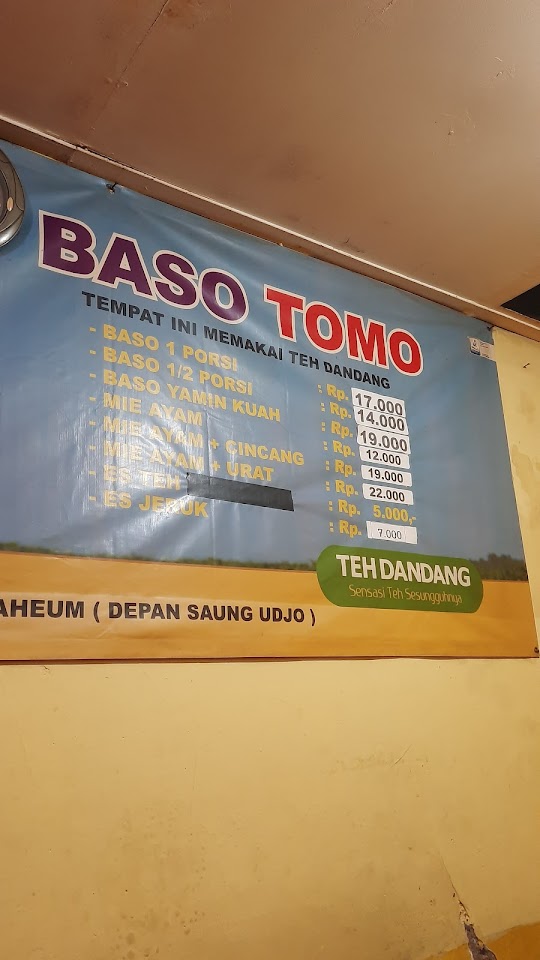 BASO TOMO
TEMPAT INI MEMAKAI TEH DANDANG
- BASO 1 PORSI : Rp. 17.000
- BASO 1/2 PORSI : Rp. 14.000
- BASO YAMIN KUAH : Rp. 19.000
- MIE AYAM : Rp. 12.000
- MIE AYAM + CINCANG : Rp. 19.000
- MIE AYAM + URAT : Rp. 22.000
- ES TEH : Rp. 5.000,-
- ES JERUK : Rp. 7.000
TEH DANDANG
Sensasi Teh Sesungguhnya
AHEUM ( DEPAN SAUNG UDJO )